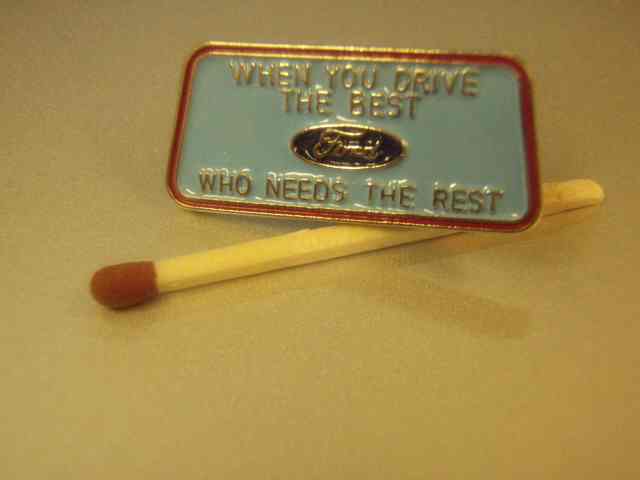 WHEN YOU DRIVE
THE BEST
Ford
WHO NEEDS THE REST